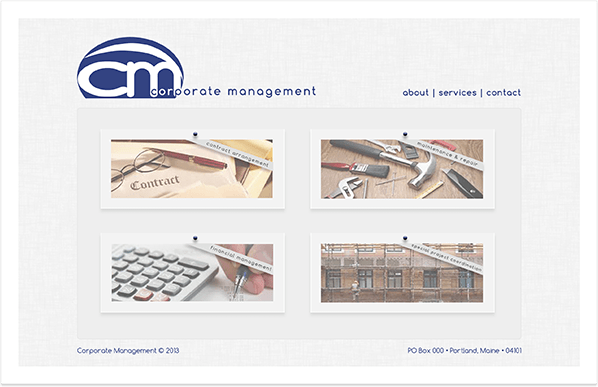 cm
corporate management
about | services | contact
contract arrangement
Contract
maintenance & repair
financial management
special project coordination
Corporate Management © 2013
PO Box 000 • Portland, Maine • 04101